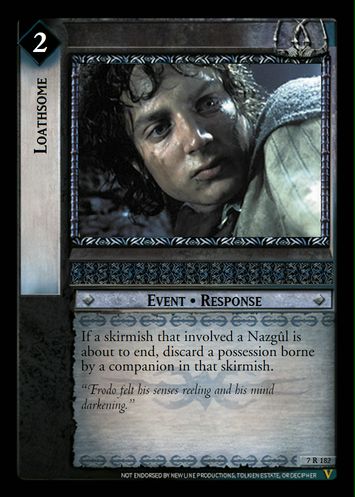 2
LOATHSOME
EVENT • RESPONSE
If a skirmish that involved a Nazgûl is
about to end, discard a possession borne
by a companion in that skirmish.
“Frodo felt his senses reeling and his mind
darkening.”
7 R 182
NOT ENDORSED BY NEW LINE PRODUCTIONS, TOLKIEN ESTATE, OR DECIPHER
V